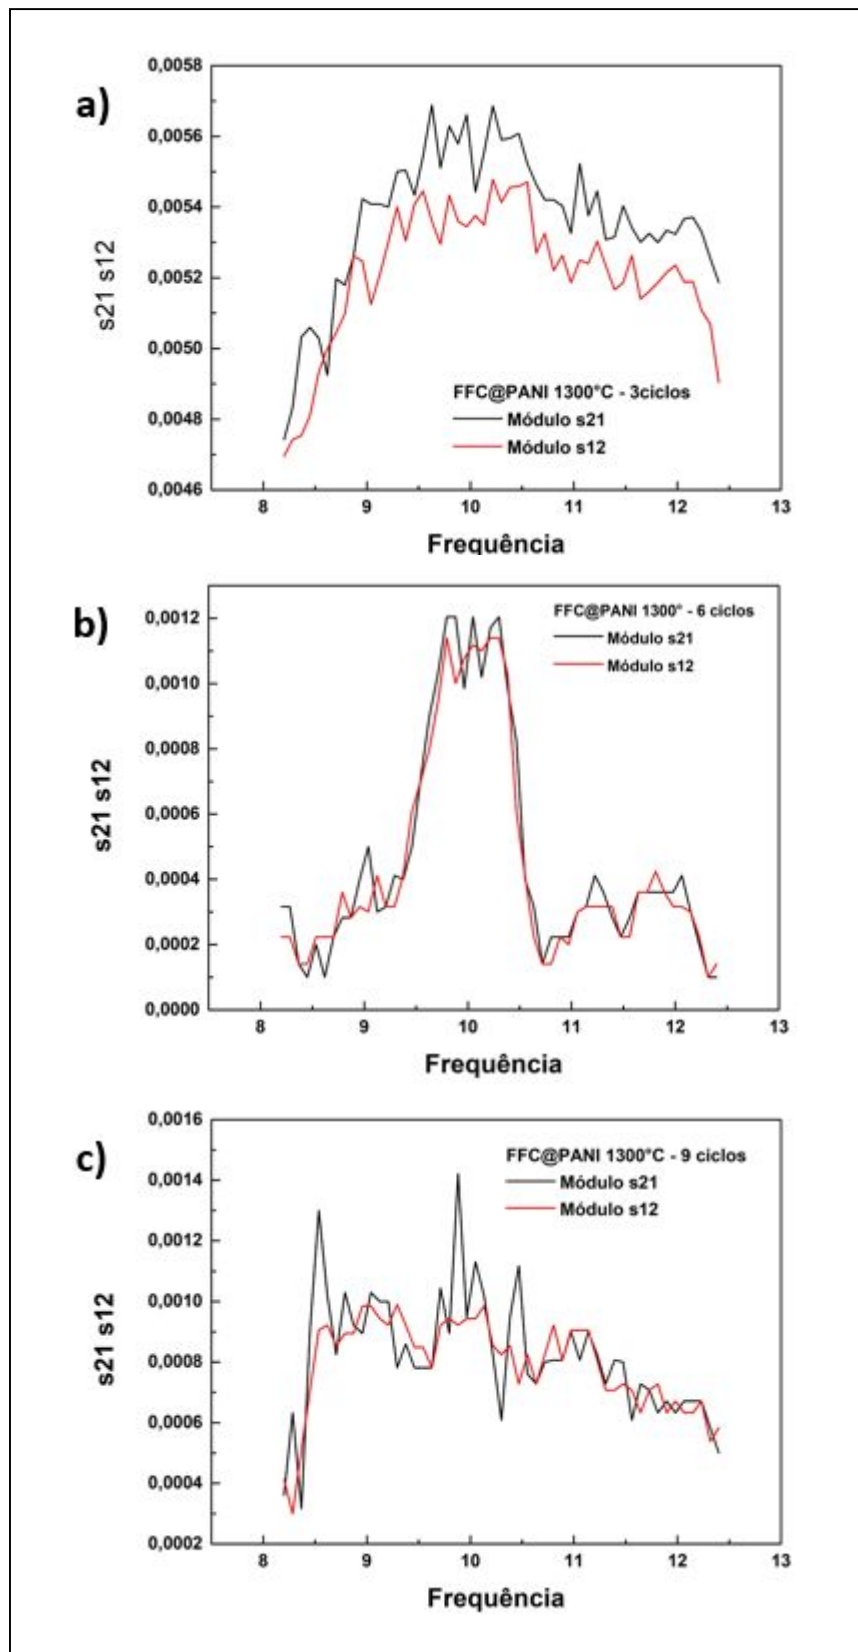 a)
0,0058
0,0056
0,0054
0,0052
0,0050
0,0048
0,0046
s21 s12
FFC@PANI 1300°C - 3ciclos
Módulo s21
Módulo s12
8 9 10 11 12 13
Frequência
b)
0,0012
0,0010
0,0008
0,0006
0,0004
0,0002
0,0000
s21 s12
FFC@PANI 1300° - 6 ciclos
Módulo s21
Módulo s12
8 9 10 11 12 13
Frequência
c)
0,0016
0,0014
0,0012
0,0010
0,0008
0,0006
0,0004
0,0002
s21 s12
FFC@PANI 1300°C - 9 ciclos
Módulo s21
Módulo s12
8 9 10 11 12 13
Frequência